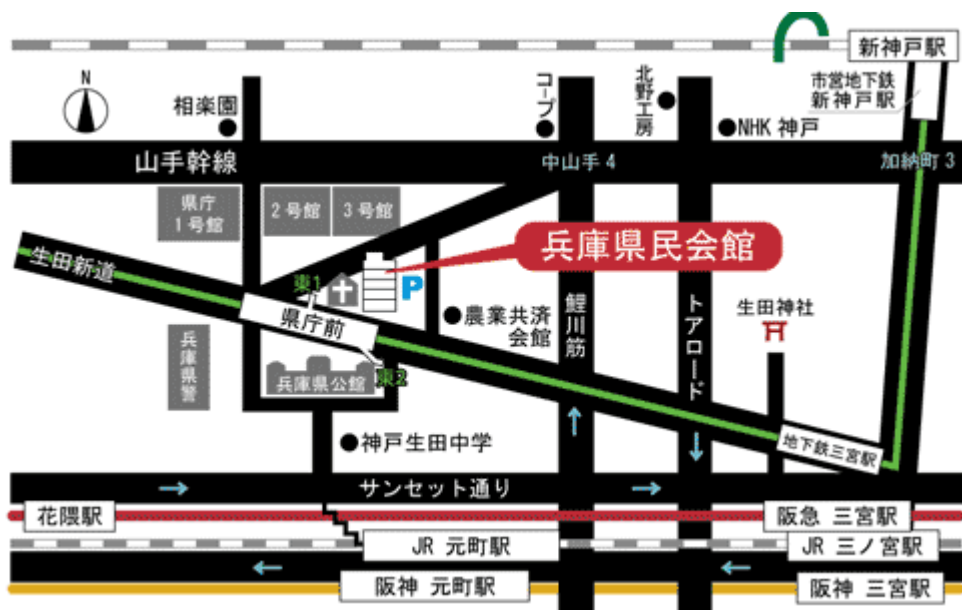 新神戸駅
N
相楽園
コープ
北野工房
市営地下鉄
新神戸駅
NHK 神戸
山手幹線
中山手 4
加納町 3
県庁
1 号館
2 号館
3 号館
兵庫県民会館
生田新道
東1
P
県庁前
農業共済
会館
鯉川筋
トアロード
生田神社
兵庫県警
兵庫県公館
東2
神戸生田中学
地下鉄三宮駅
サンセット通り
花隈駅
阪急 三宮駅
JR 元町駅
JR 三ノ宮駅
阪神 元町駅
阪神 三宮駅